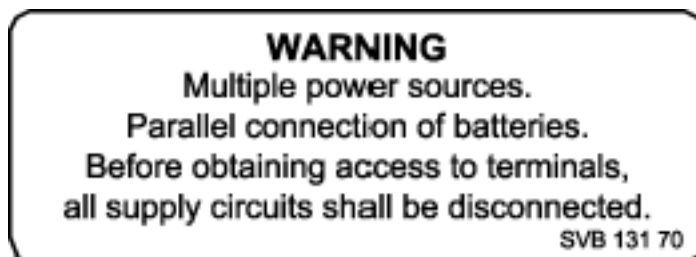 WARNING
Multiple power sources.
Parallel connection of batteries.
Before obtaining access to terminals,
all supply circuits shall be disconnected.
SVB 131 70